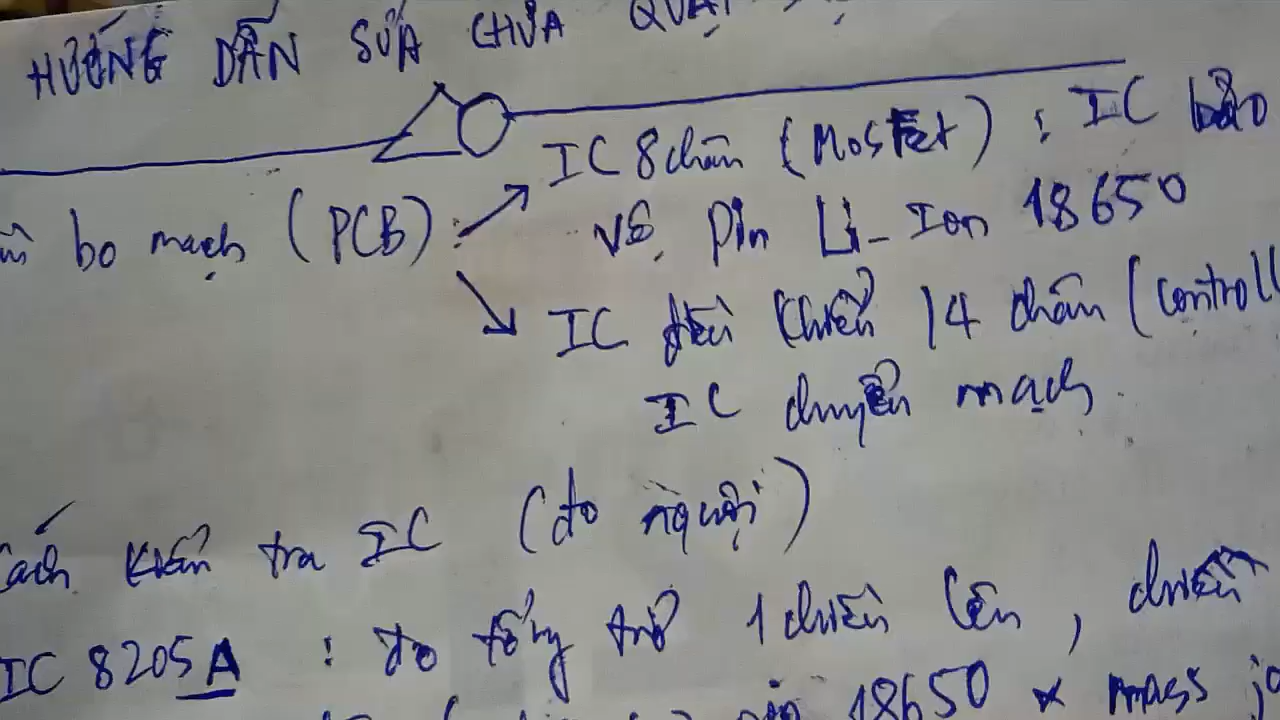 HƯỚNG DẪN SỬA CHỮA QUẠT
bo mạch (PCB) : IC 8 chân (MosFet) : IC bảo
vệ Pin Li-Ion 18650
IC điều khiển 14 chân (Controll
IC chuyển mạch
Cách kiểm tra IC (đo nguội)
IC 8205A : đo tổng trở 1 chiều lên, chiều
18650 x mass